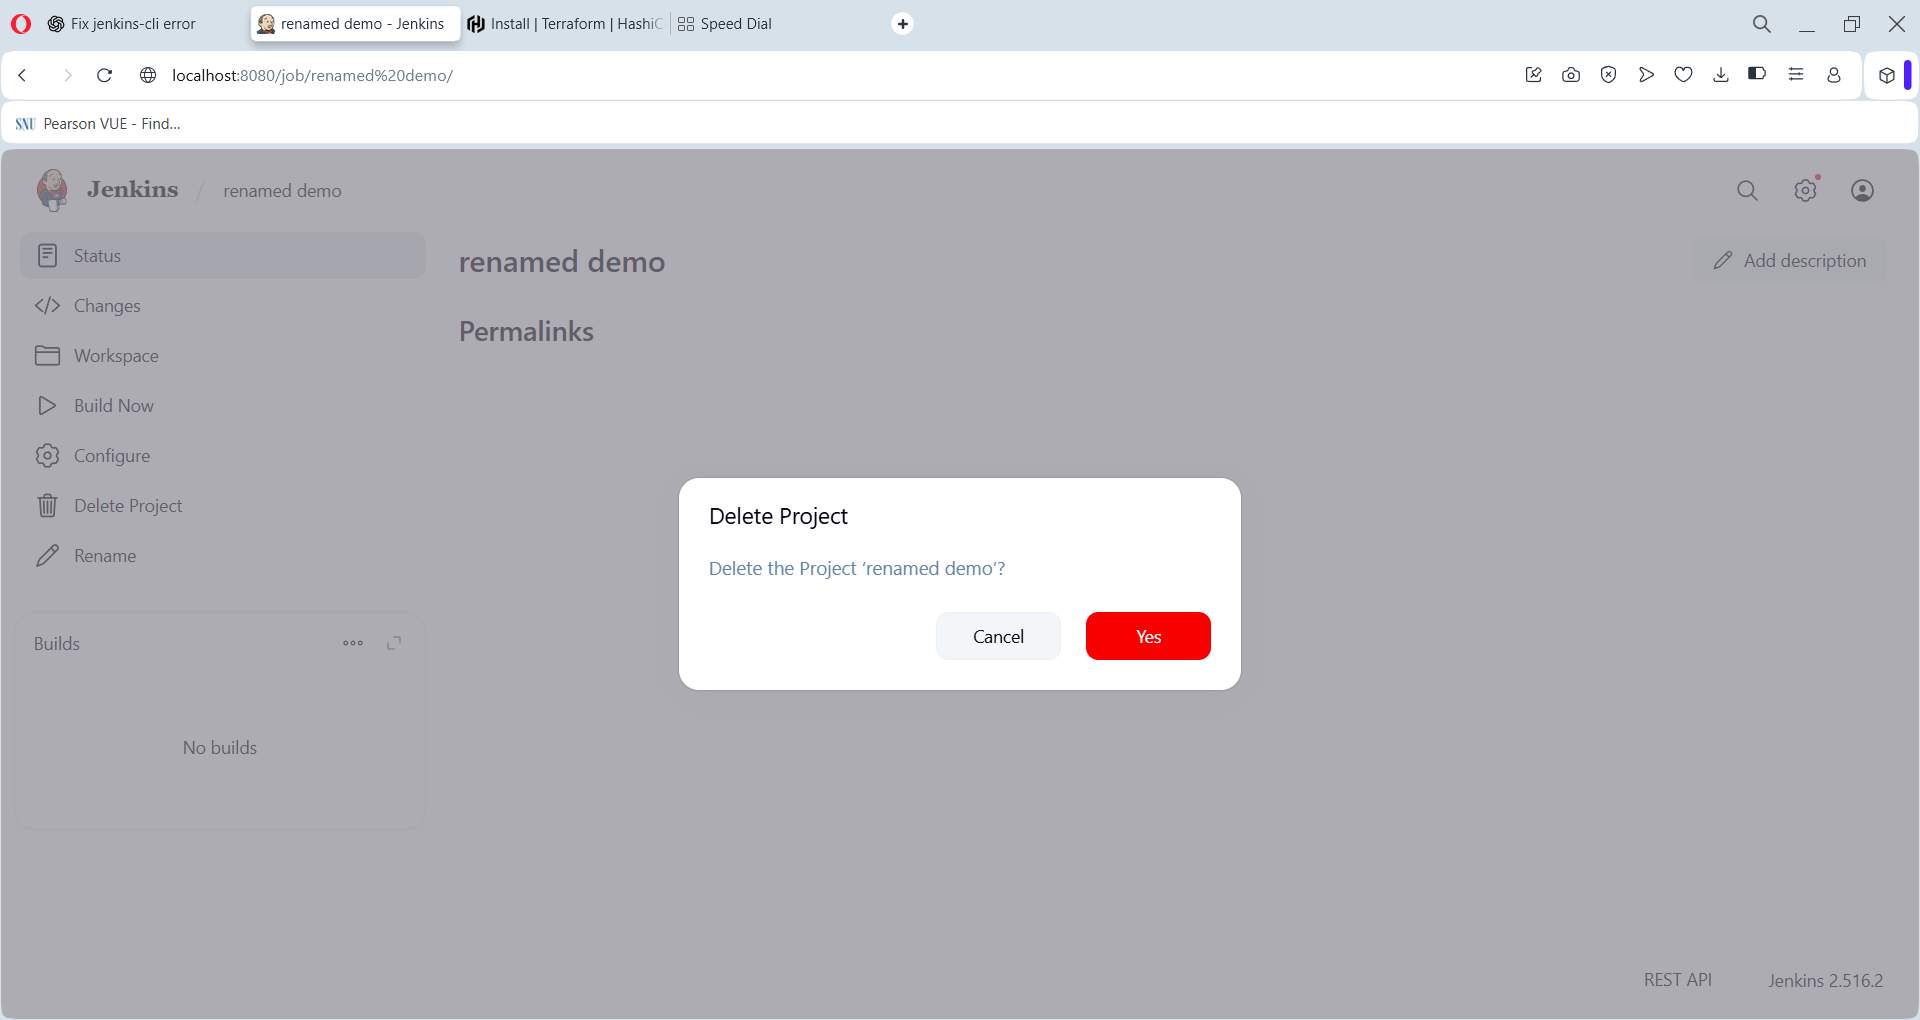 Fix jenkins-cli error
renamed demo - Jenkins
Install | Terraform | HashiC
Speed Dial
localhost:8080/job/renamed%20demo/
SNU Pearson VUE - Find...
Jenkins / renamed demo
Status
renamed demo
Add description
Changes
Permalinks
Workspace
Build Now
Configure
Delete Project
Rename
Delete Project
Delete the Project ‘renamed demo’?
Cancel
Yes
Builds
No builds
REST API
Jenkins 2.516.2